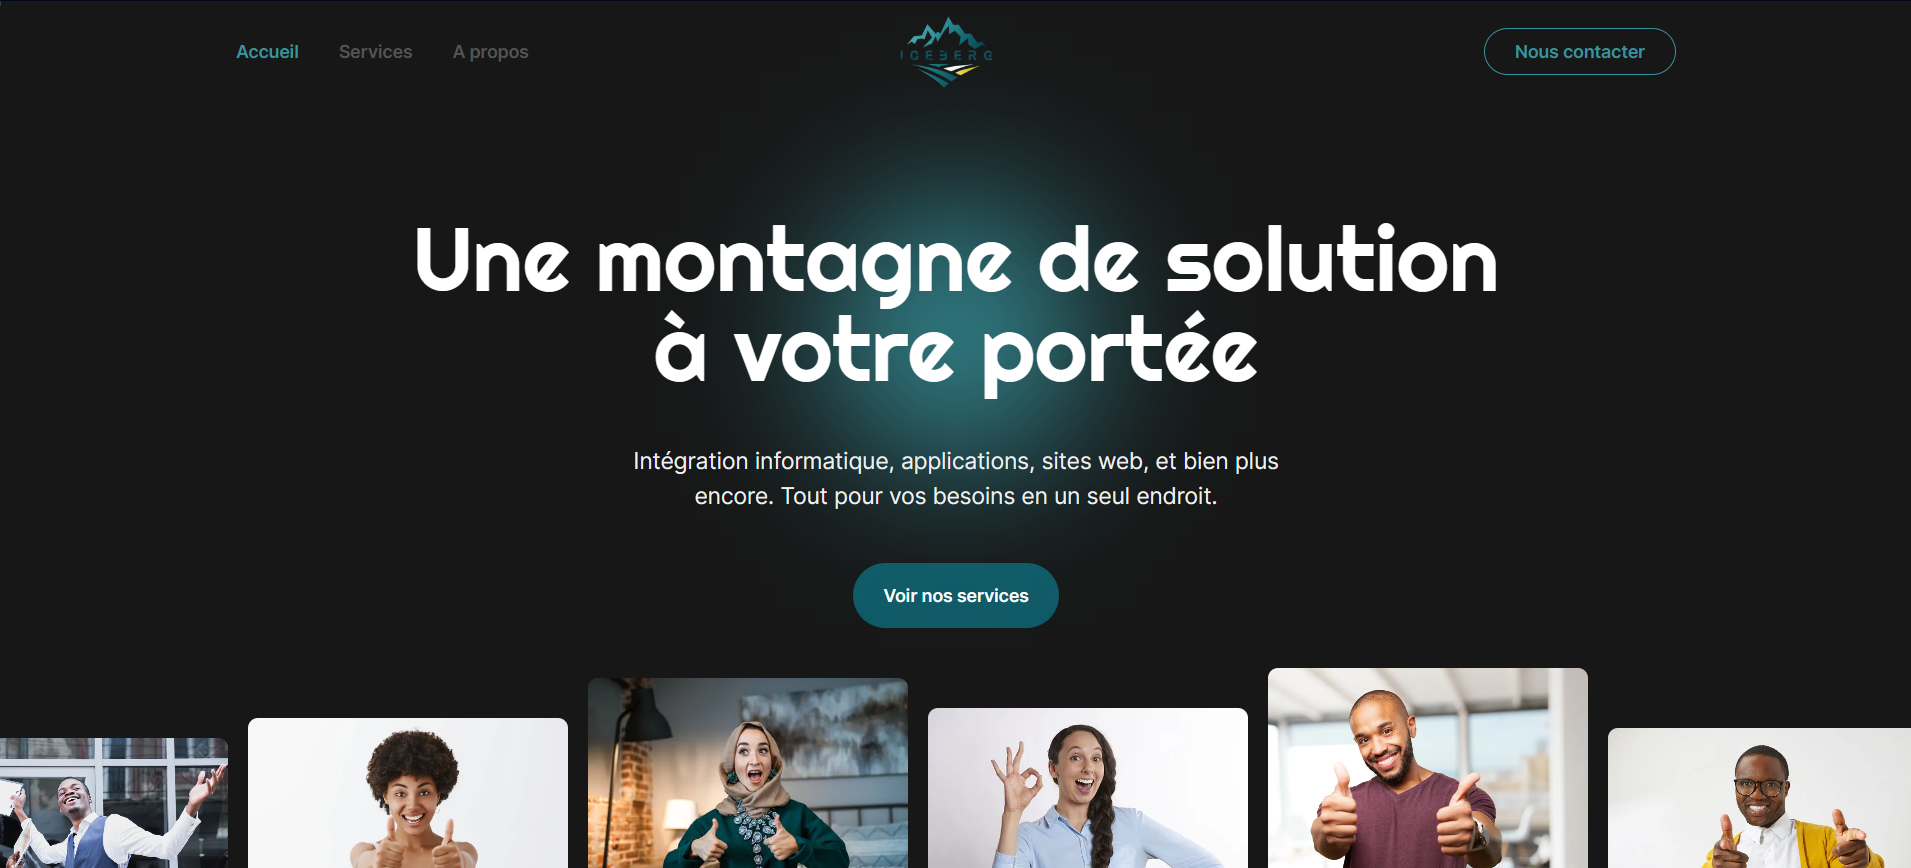 Accueil
Services
A propos
ICEBERG
Nous contacter
Une montagne de solution
à votre portée
Intégration informatique, applications, sites web, et bien plus
encore. Tout pour vos besoins en un seul endroit.
Voir nos services